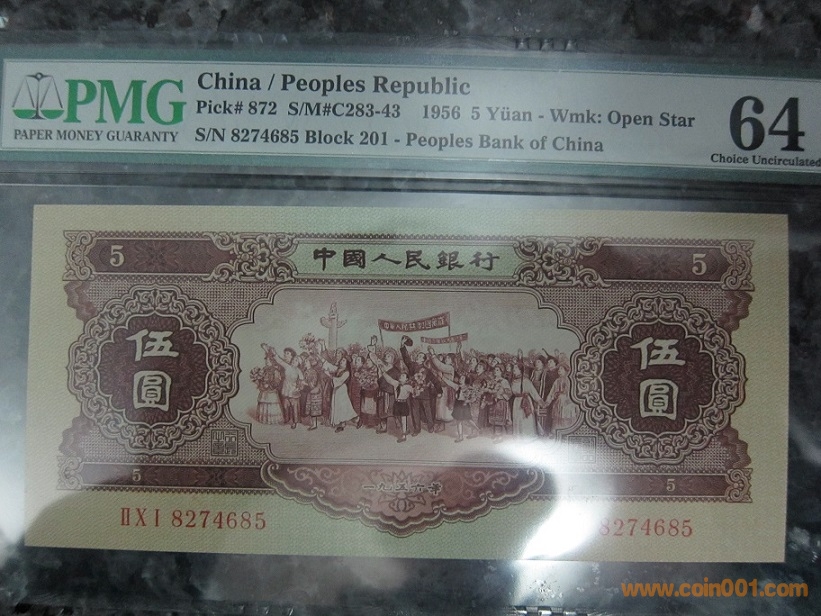 PMG
PAPER MONEY GUARANTY
China / Peoples Republic
Pick# 872 S/M#C283-43 1956 5 Yüan - Wmk: Open Star
S/N 8274685 Block 201 - Peoples Bank of China
64
Choice Uncirculated
5 中國人民銀行 5
伍圓
伍圓
5 一九五六年 5
II X I 8274685
8274685
www.coin001.com